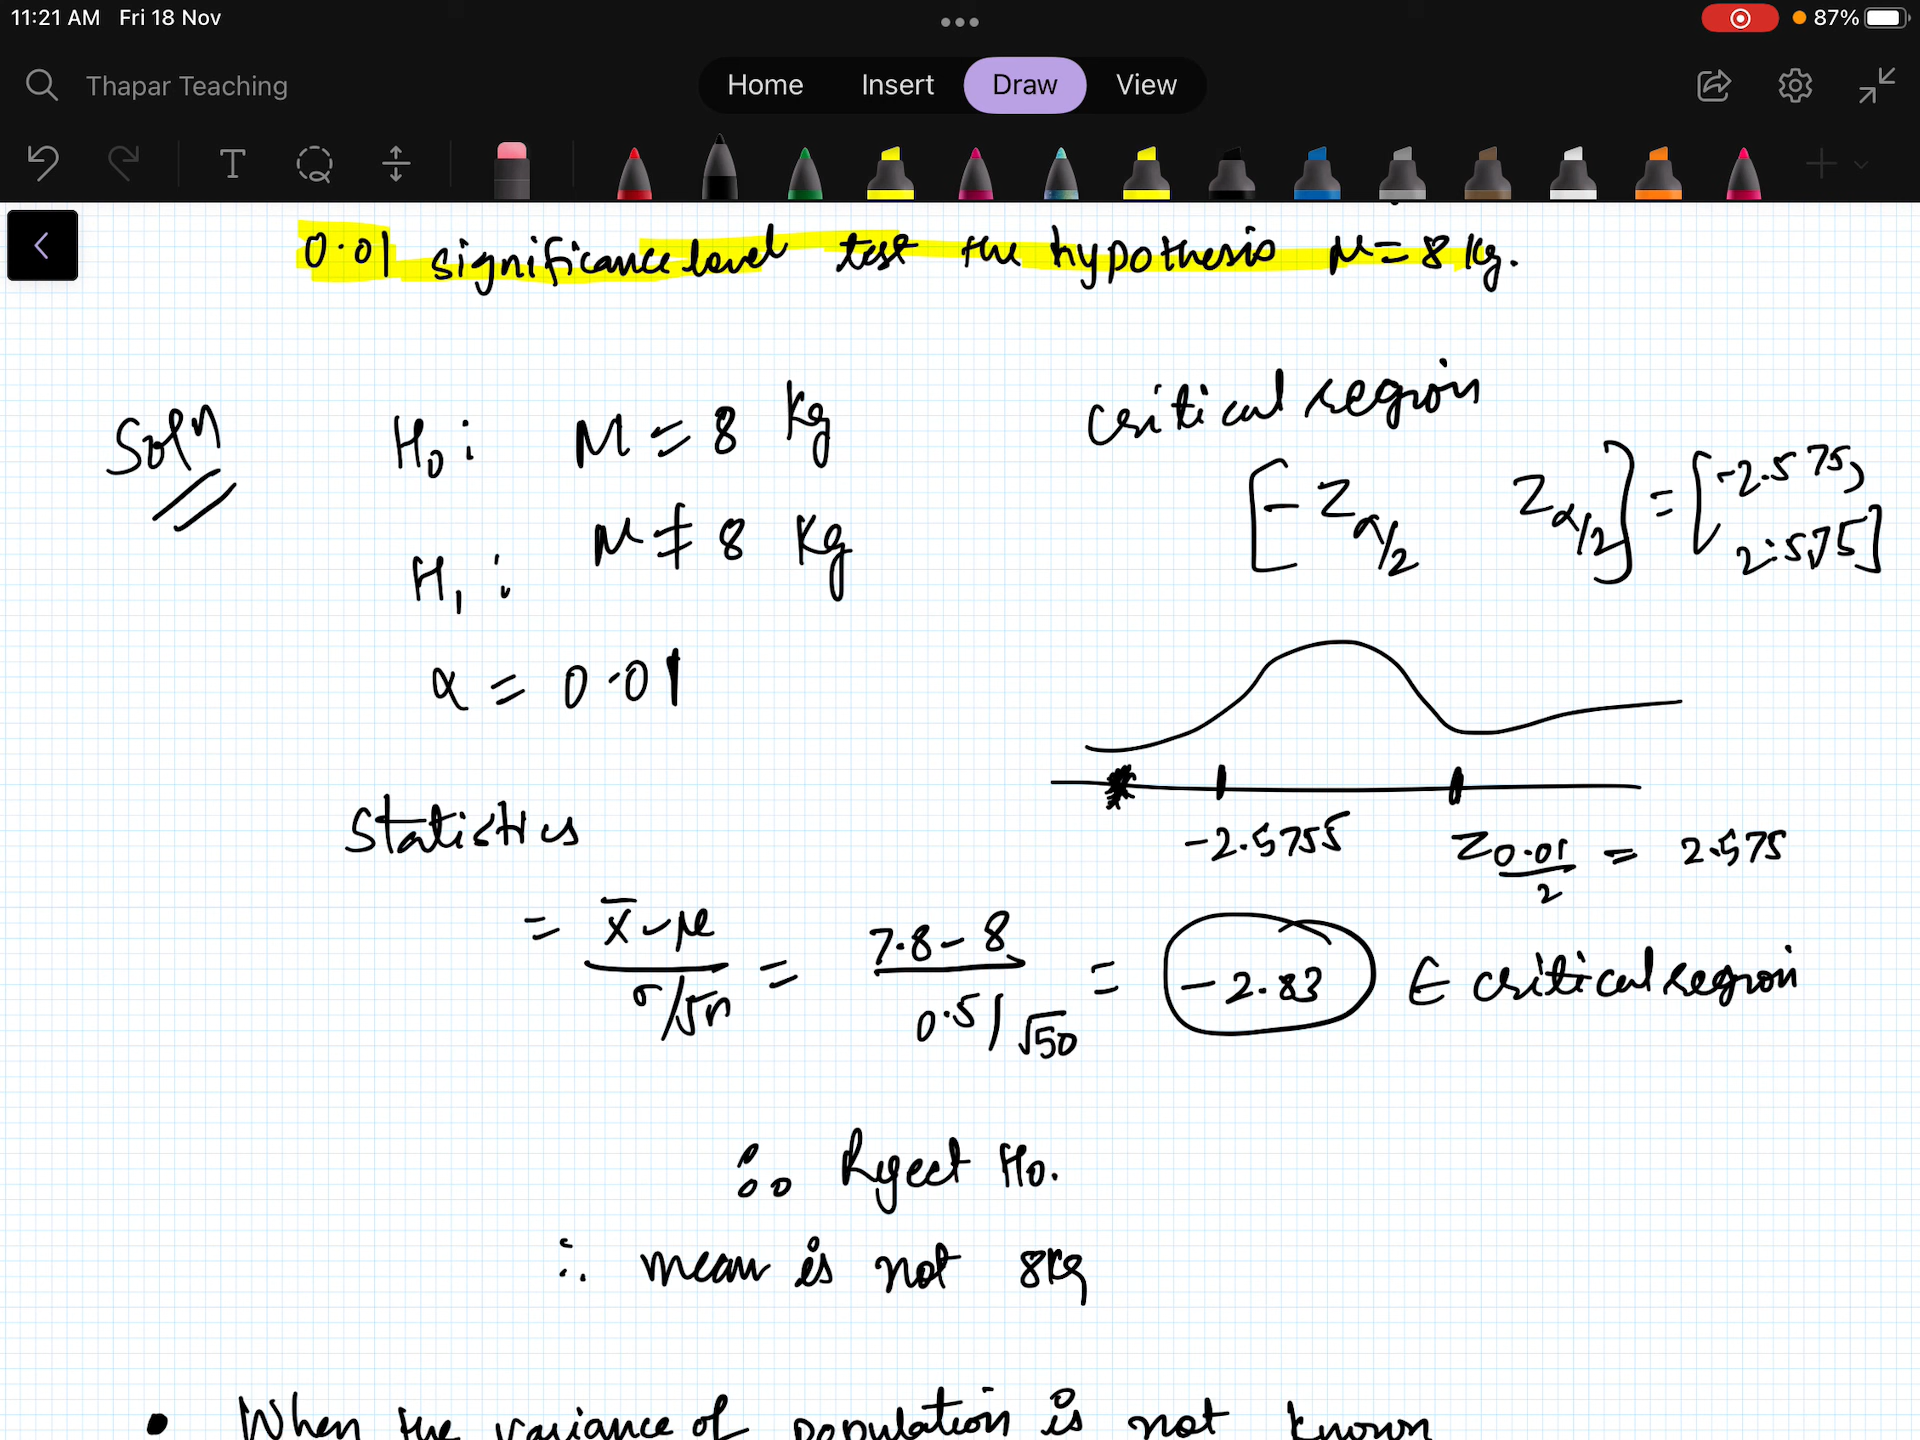 11:21 AM Fri 18 Nov
87%
Thapar Teaching
Home Insert Draw View
T
0.01 significance level test the hypothesis μ = 8 kg.
Soln
H₀: μ = 8 kg
H₁: μ ≠ 8 kg
α = 0.01
critical region
[-Z_α/2 Z_α/2] = [-2.575, 2.575]
-2.5755
Z_0.01/2 = 2.575
Statistics
= x̄ - μ / σ/√n = 7.8 - 8 / 0.5/√50 = -2.83 ∈ critical region
∴ Reject H₀.
∴ mean is not 8kg
• When the variance of population is not known